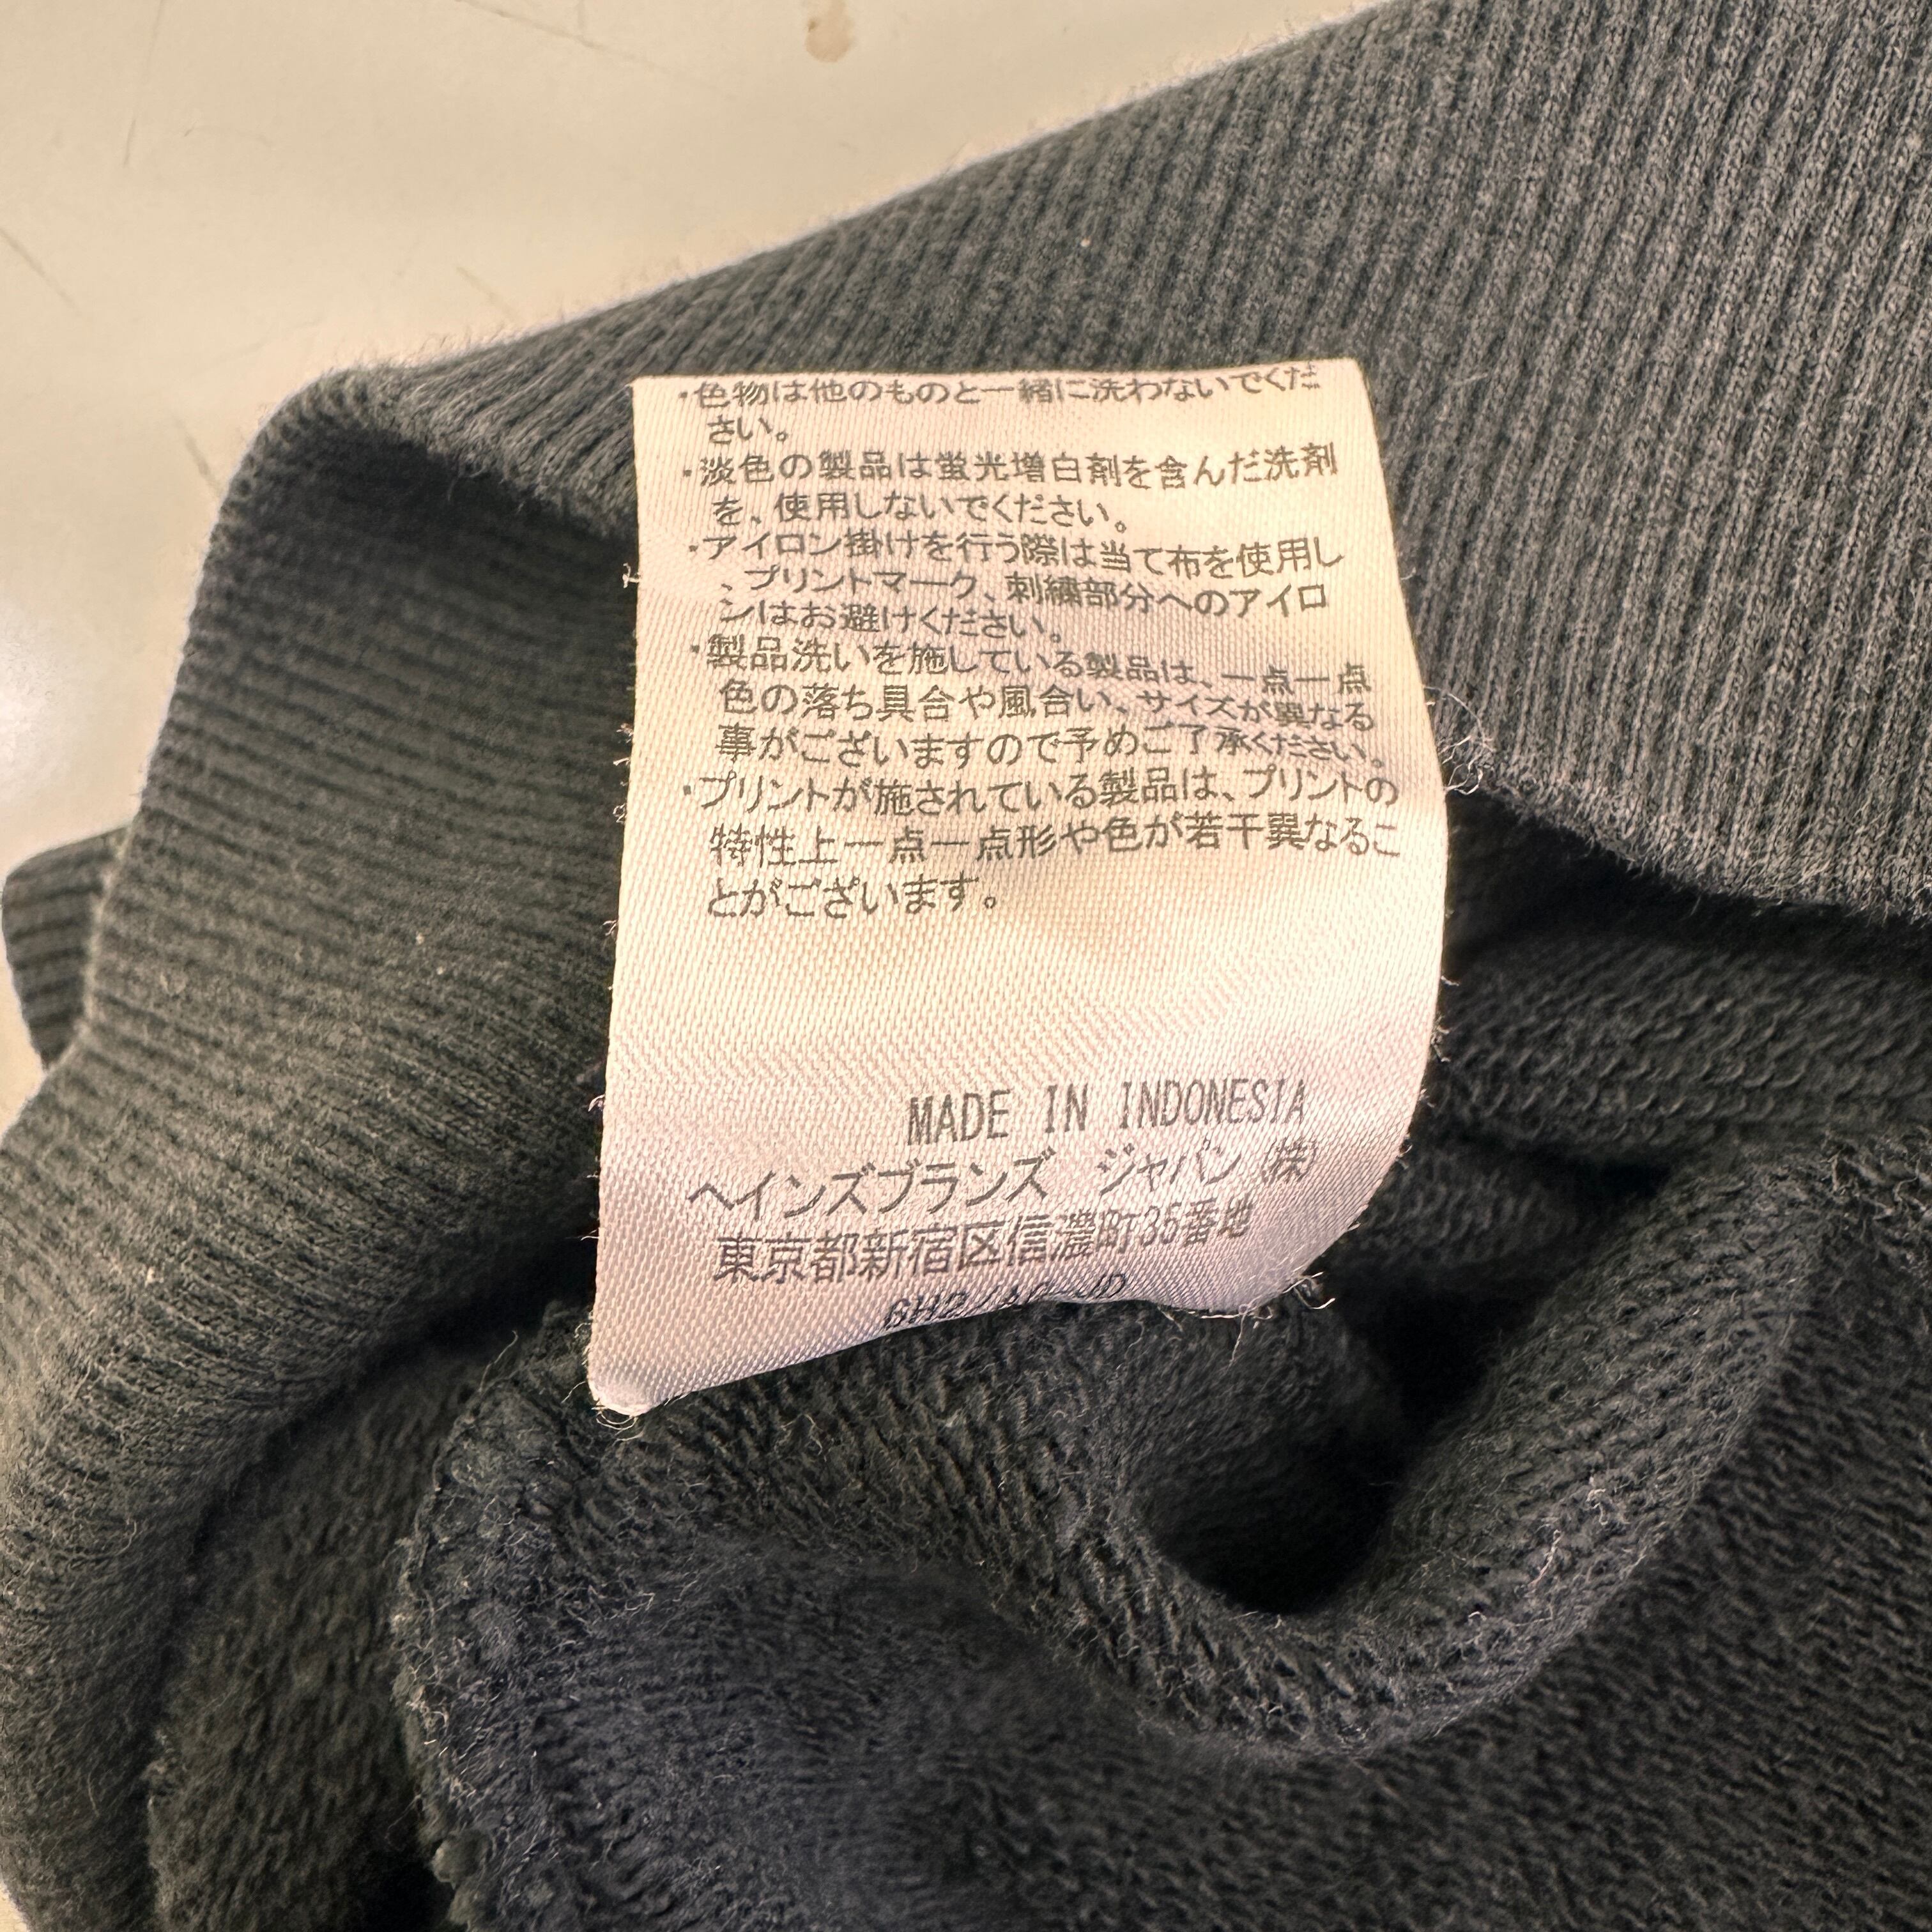 ・色物は他のものと一緒に洗わないでくだ
さい。
・淡色の製品は蛍光増白剤を含んだ洗剤
を、使用しないでください。
・アイロン掛けを行う際は当て布を使用し
、プリントマーク、刺繍部分へのアイロ
ンはお避けください。
・製品洗いを施している製品は、一点一点
色の落ち具合や風合い、サイズが異なる
事がございますので予めご了承ください。
・プリントが施されている製品は、プリントの
特性上一点一点形や色が若干異なるこ
とがございます。
MADE IN INDONESIA
ヘインズブランズ ジャパン(株)
東京都新宿区信濃町35番地